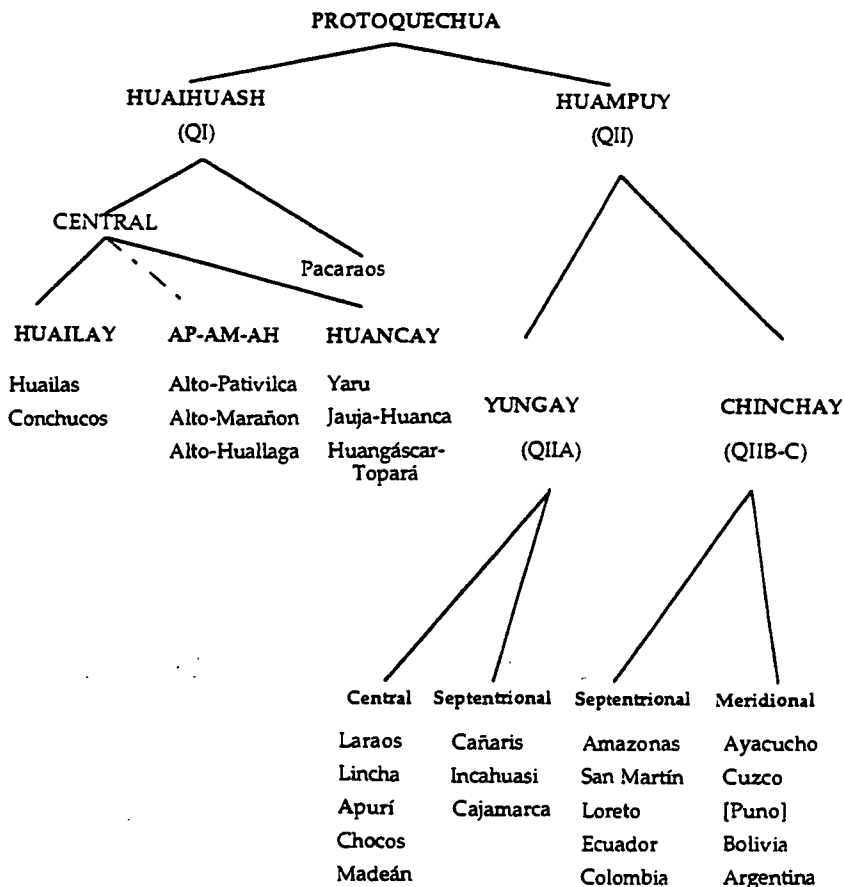 PROTOQUECHUA
HUAIHUASH
(QI)
HUAMPUY
(QII)
CENTRAL
Pacaraos
HUAILAY
Huailas
Conchucos
AP-AM-AH
Alto-Pativilca
Alto-Marañon
Alto-Huallaga
HUANCAY
Yaru
Jauja-Huanca
Huangáscar-
Topará
YUNGAY
(QIIA)
CHINCHAY
(QIIB-C)
Central
Laraos
Lincha
Apurí
Chocos
Madeán
Septentrional
Cañaris
Incahuasi
Cajamarca
Septentrional
Amazonas
San Martín
Loreto
Ecuador
Colombia
Meridional
Ayacucho
Cuzco
[Puno]
Bolivia
Argentina